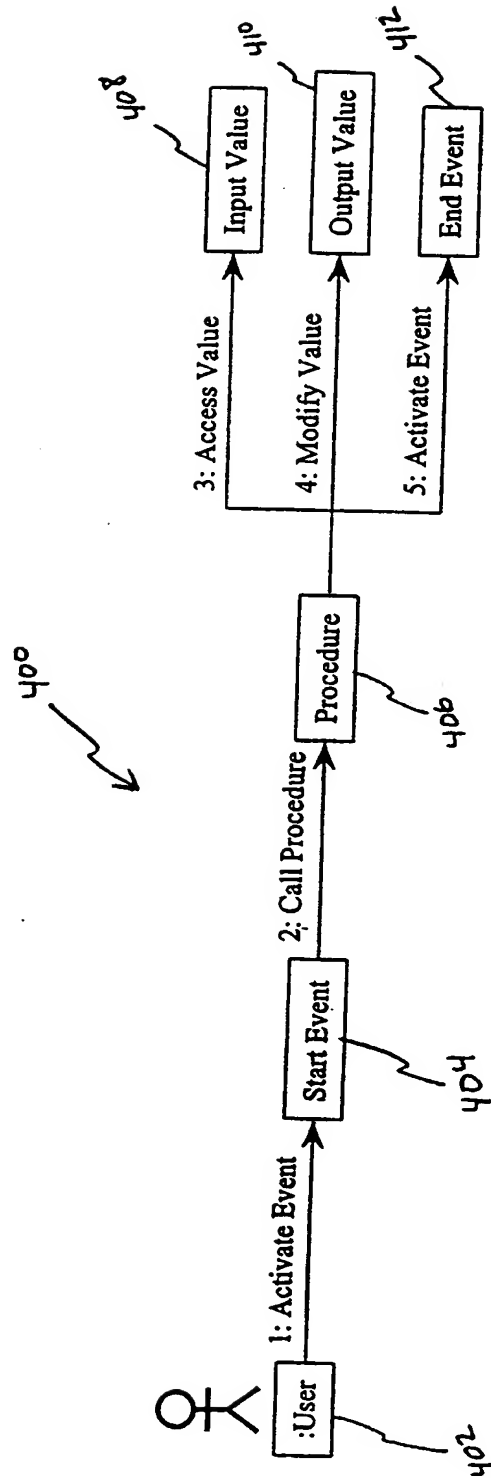 400
:User
402
1: Activate Event
Start Event
404
2: Call Procedure
Procedure
406
3: Access Value
Input Value
408
4: Modify Value
Output Value
410
5: Activate Event
End Event
412